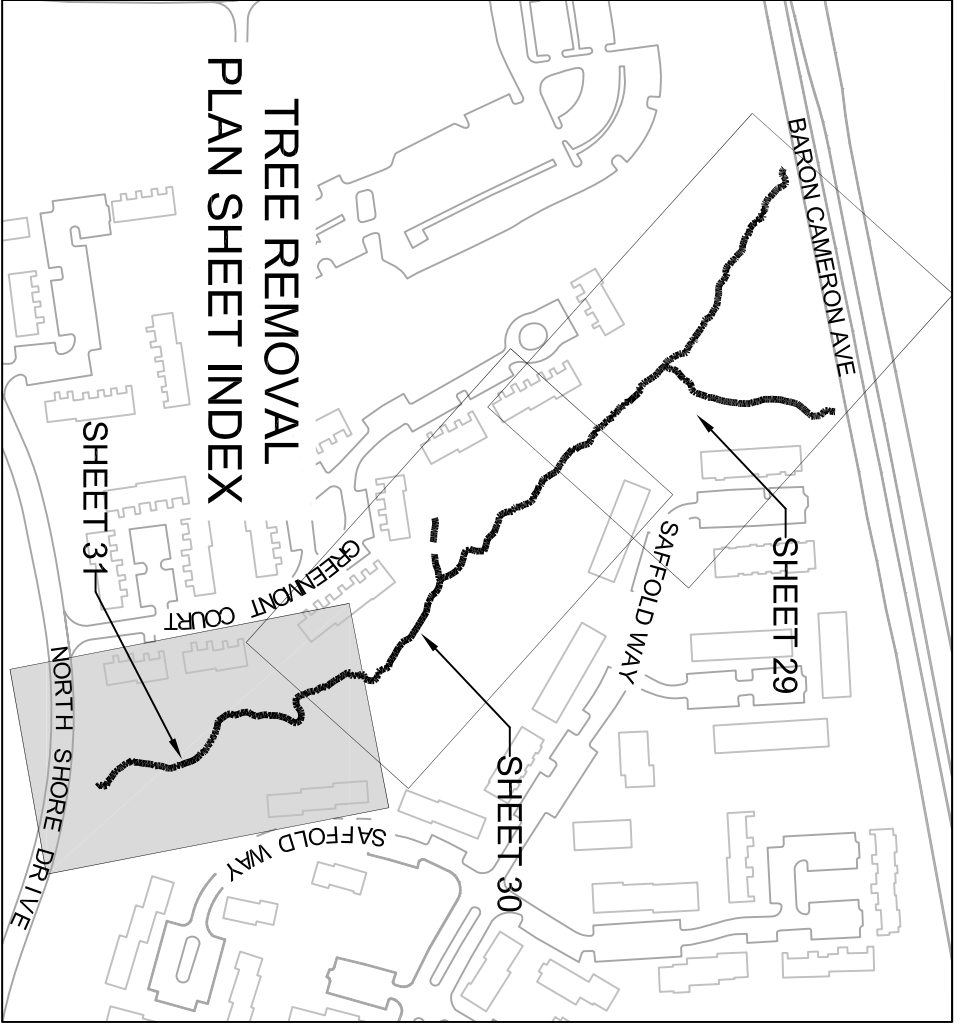 TREE REMOVAL
PLAN SHEET INDEX
BARON CAMERON AVE
SHEET 29
SAFFOLD WAY
SHEET 30
GREENMONT COURT
SHEET 31
SAFFOLD WAY
NORTH SHORE DRIVE